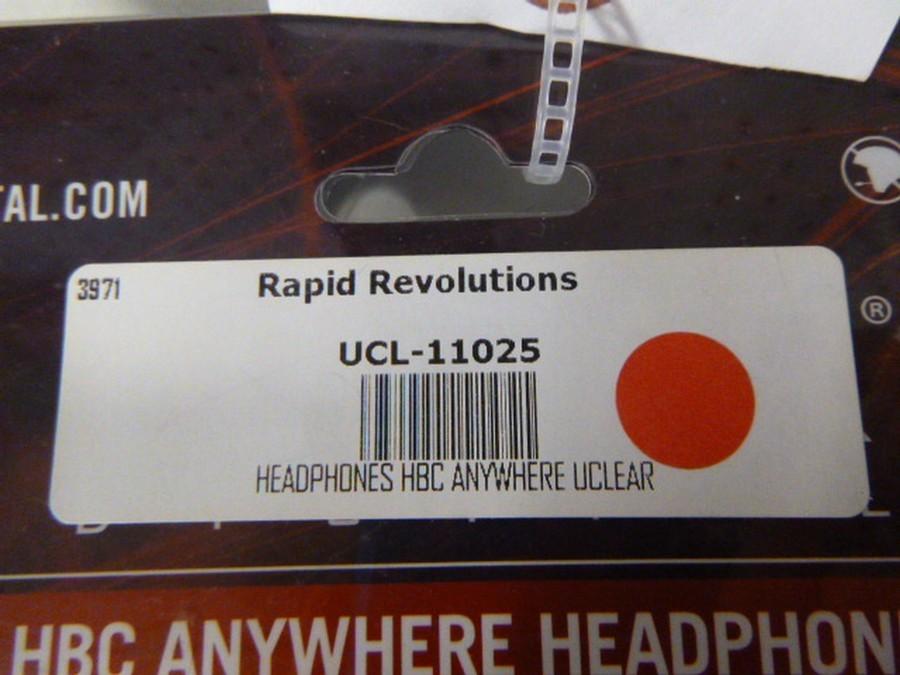 TAL.COM
3971
Rapid Revolutions
®
UCL-11025
HEADPHONES HBC ANYWHERE UCLEAR
HBC ANYWHERE HEADPHON